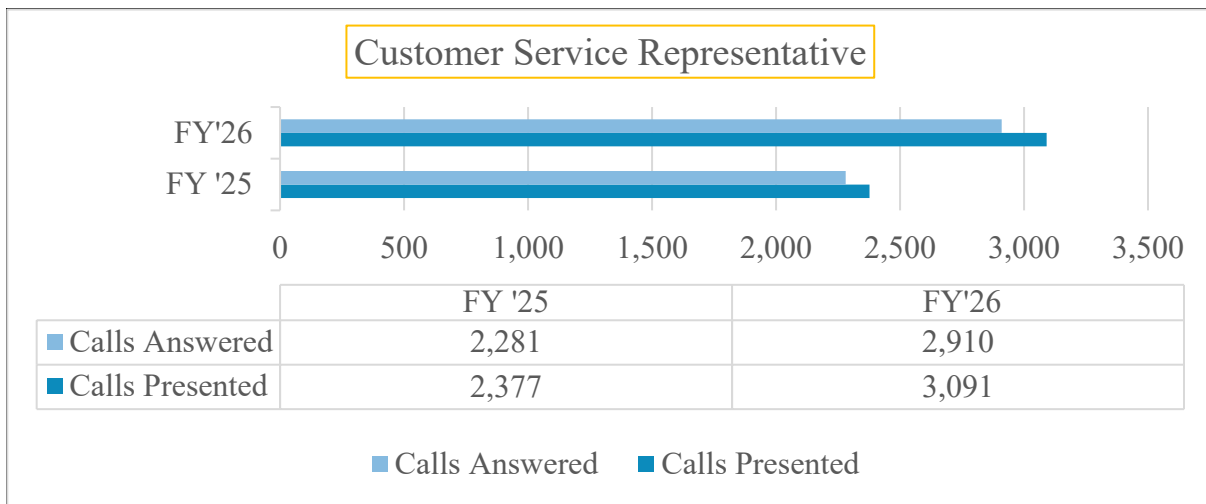 Customer Service Representative
FY'26
FY '25
0 500 1,000 1,500 2,000 2,500 3,000 3,500
FY '25 FY'26
Calls Answered 2,281 2,910
Calls Presented 2,377 3,091
Calls Answered Calls Presented